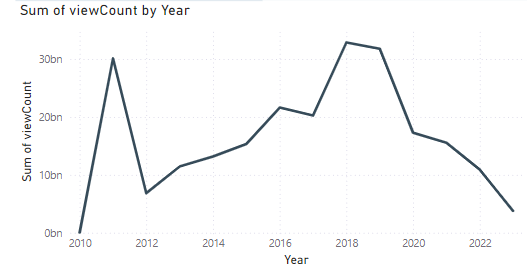 Sum of viewCount by Year
Sum of viewCount
30bn
20bn
10bn
0bn
2010 2012 2014 2016 2018 2020 2022
Year